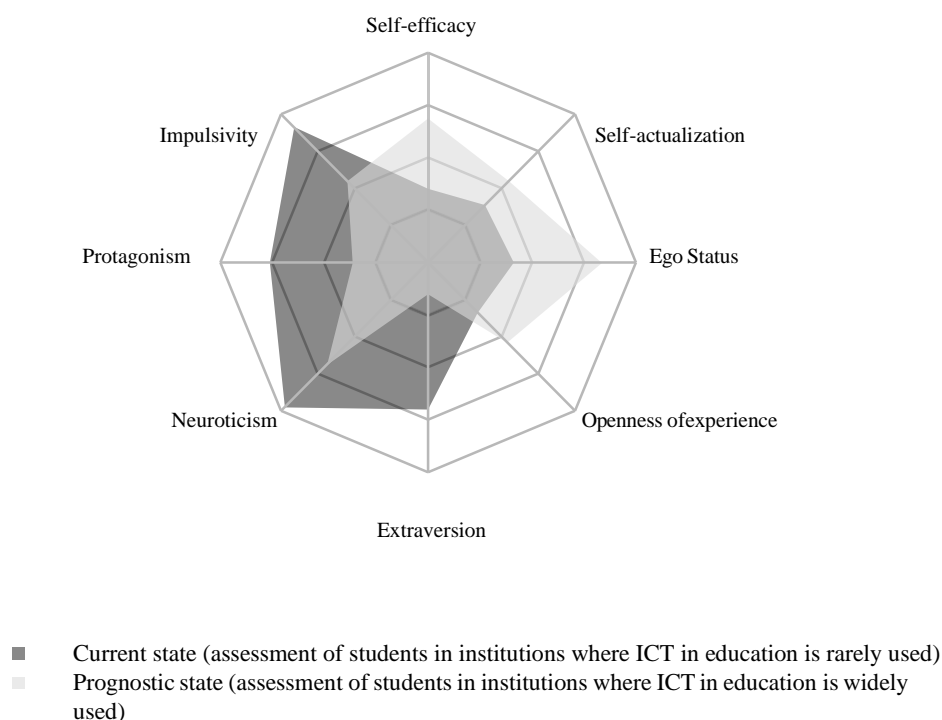 Self-efficacy
Impulsivity
Self-actualization
Protagonism
Ego Status
Neuroticism
Openness ofexperience
Extraversion
Current state (assessment of students in institutions where ICT in education is rarely used)
Prognostic state (assessment of students in institutions where ICT in education is widely
used)